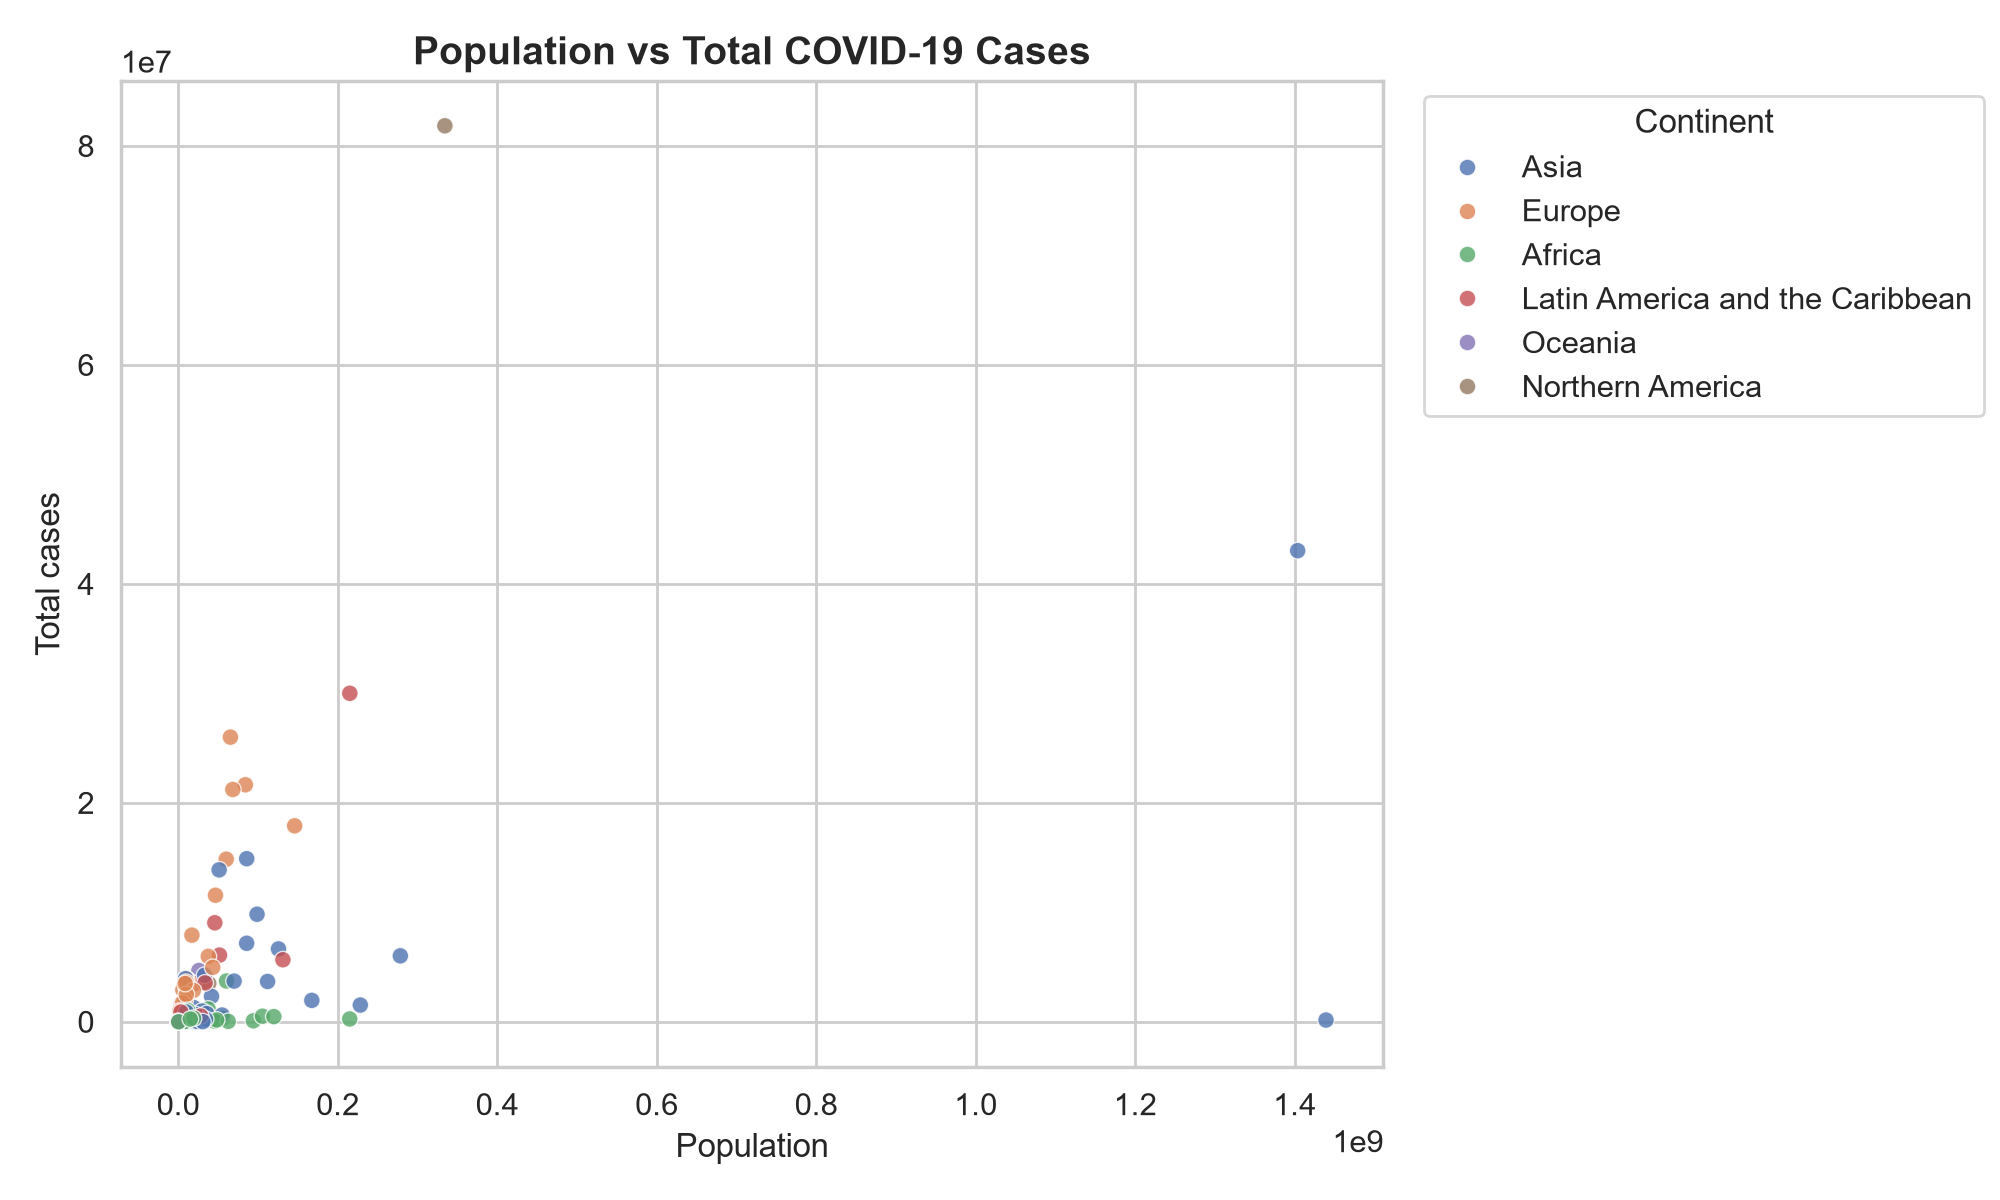 Population vs Total COVID-19 Cases
1e7
8
6
4
2
0
Total cases
0.0 0.2 0.4 0.6 0.8 1.0 1.2 1.4
1e9
Population
Continent
Asia
Europe
Africa
Latin America and the Caribbean
Oceania
Northern America